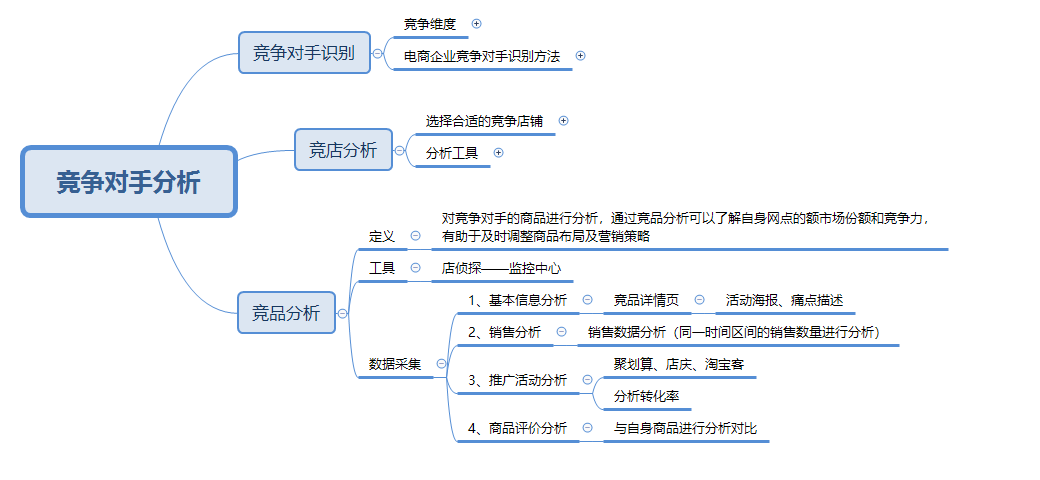 竞争对手分析
竞争对手识别
竞争维度
电商企业竞争对手识别方法
竞店分析
选择合适的竞争店铺
分析工具
竞品分析
定义
对竞争对手的商品进行分析，通过竞品分析可以了解自身网点的额市场份额和竞争力，
有助于及时调整商品布局及营销策略
工具
店侦探——监控中心
数据采集
1、基本信息分析
竞品详情页
活动海报、痛点描述
2、销售分析
销售数据分析（同一时间区间的销售数量进行分析）
3、推广活动分析
聚划算、店庆、淘宝客
分析转化率
4、商品评价分析
与自身商品进行分析对比